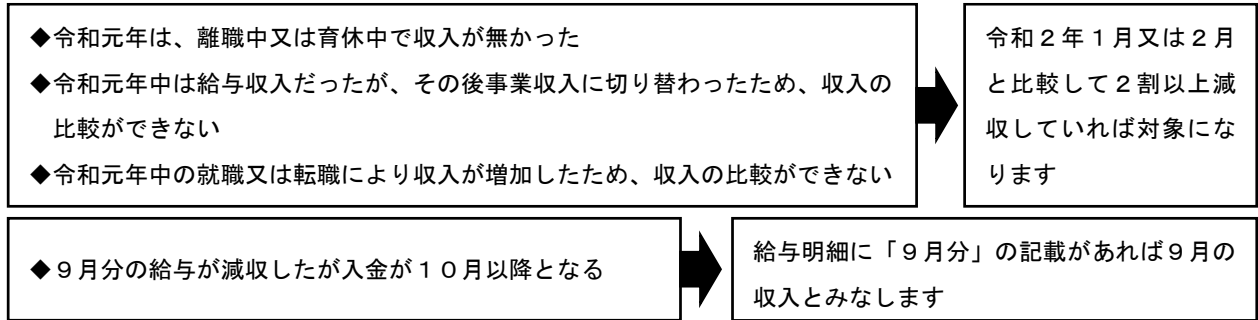 ◆令和元年は、離職中又は育休中で収入が無かった
◆令和元年中は給与収入だったが、その後事業収入に切り替わったため、収入の
比較ができない
◆令和元年中の就職又は転職により収入が増加したため、収入の比較ができない
令和２年１月又は２月
と比較して２割以上減
収していれば対象にな
ります
◆９月分の給与が減収したが入金が１０月以降となる
給与明細に「９月分」の記載があれば９月の
収入とみなします